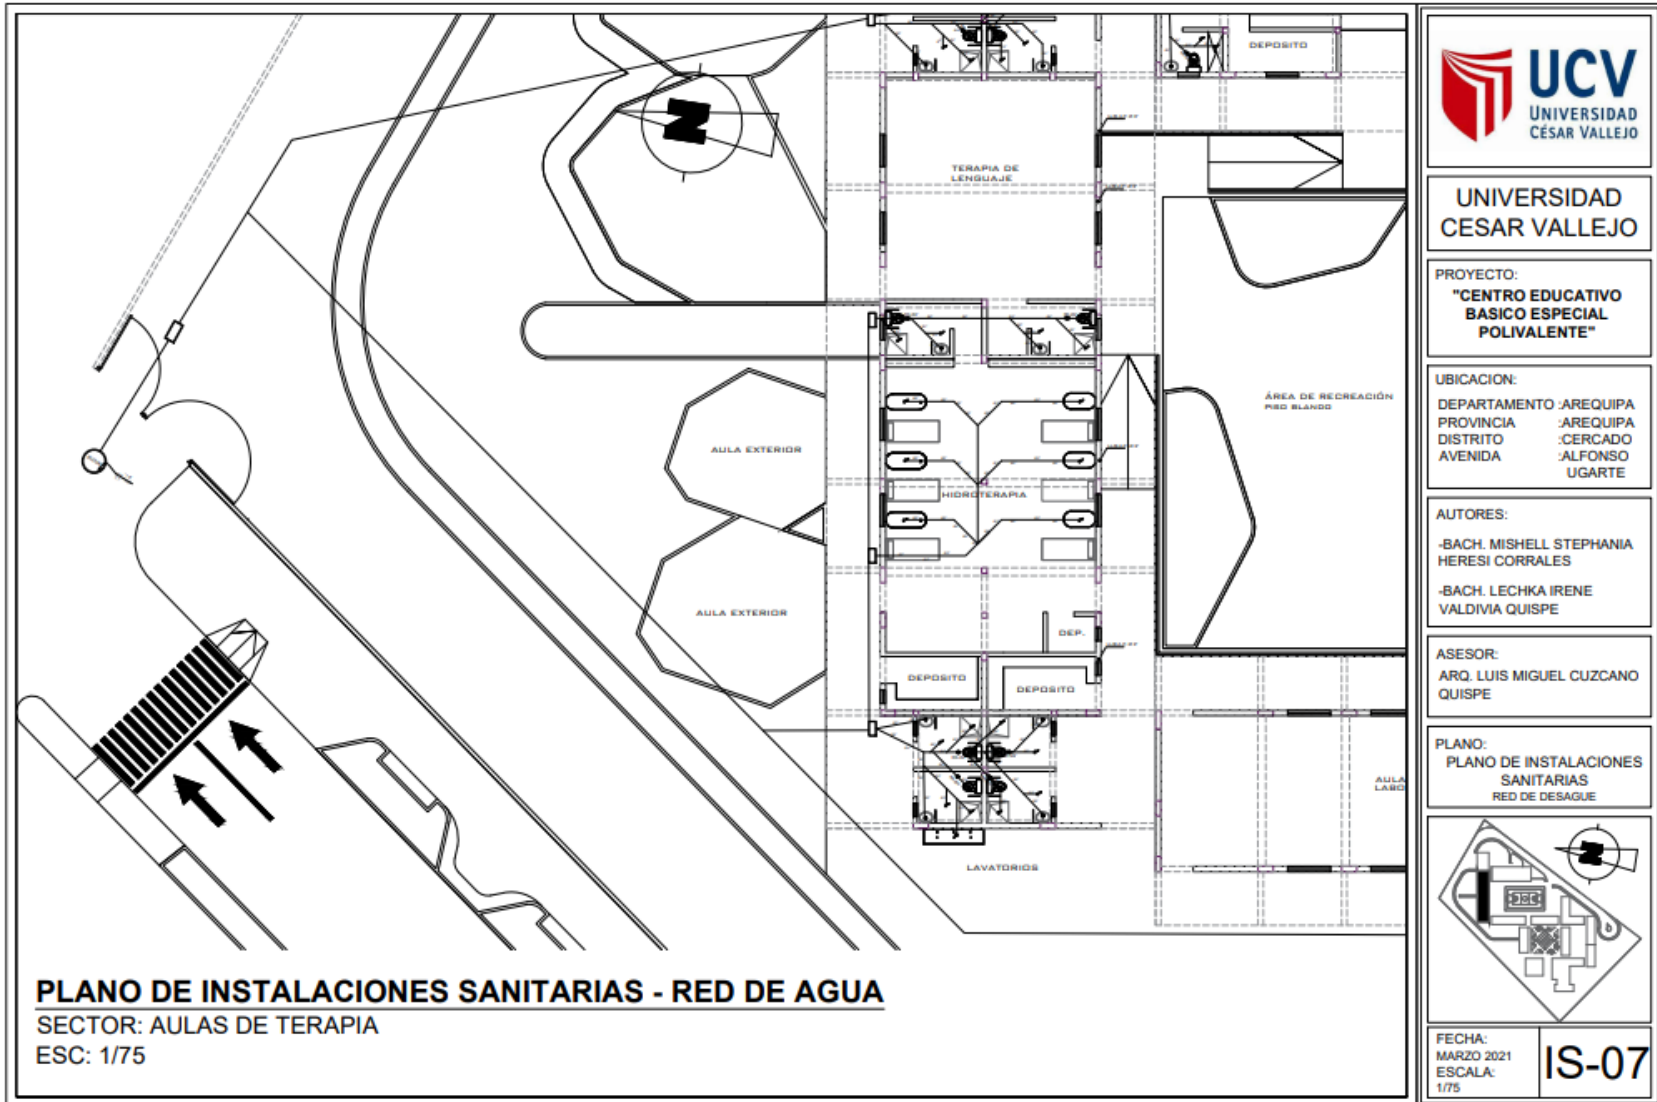 DEPOSITO
TERAPIA DE
LENGUAJE
N
ÁREA DE RECREACIÓN
PISO BLANDO
AULA EXTERIOR
HIDROTERAPIA
AULA EXTERIOR
DEP.
DEPOSITO
DEPOSITO
AULA
LABO
LAVATORIOS
PLANO DE INSTALACIONES SANITARIAS - RED DE AGUA
SECTOR: AULAS DE TERAPIA
ESC: 1/75
UCV
UNIVERSIDAD
CÉSAR VALLEJO
UNIVERSIDAD
CESAR VALLEJO
PROYECTO:
"CENTRO EDUCATIVO
BASICO ESPECIAL
POLIVALENTE"
UBICACION:
DEPARTAMENTO :AREQUIPA
PROVINCIA :AREQUIPA
DISTRITO :CERCADO
AVENIDA :ALFONSO
UGARTE
AUTORES:
-BACH. MISHELL STEPHANIA
HERESI CORRALES
-BACH. LECHKA IRENE
VALDIVIA QUISPE
ASESOR:
ARQ. LUIS MIGUEL CUZCANO
QUISPE
PLANO:
PLANO DE INSTALACIONES
SANITARIAS
RED DE DESAGUE
N
FECHA:
MARZO 2021
ESCALA:
1/75
IS-07